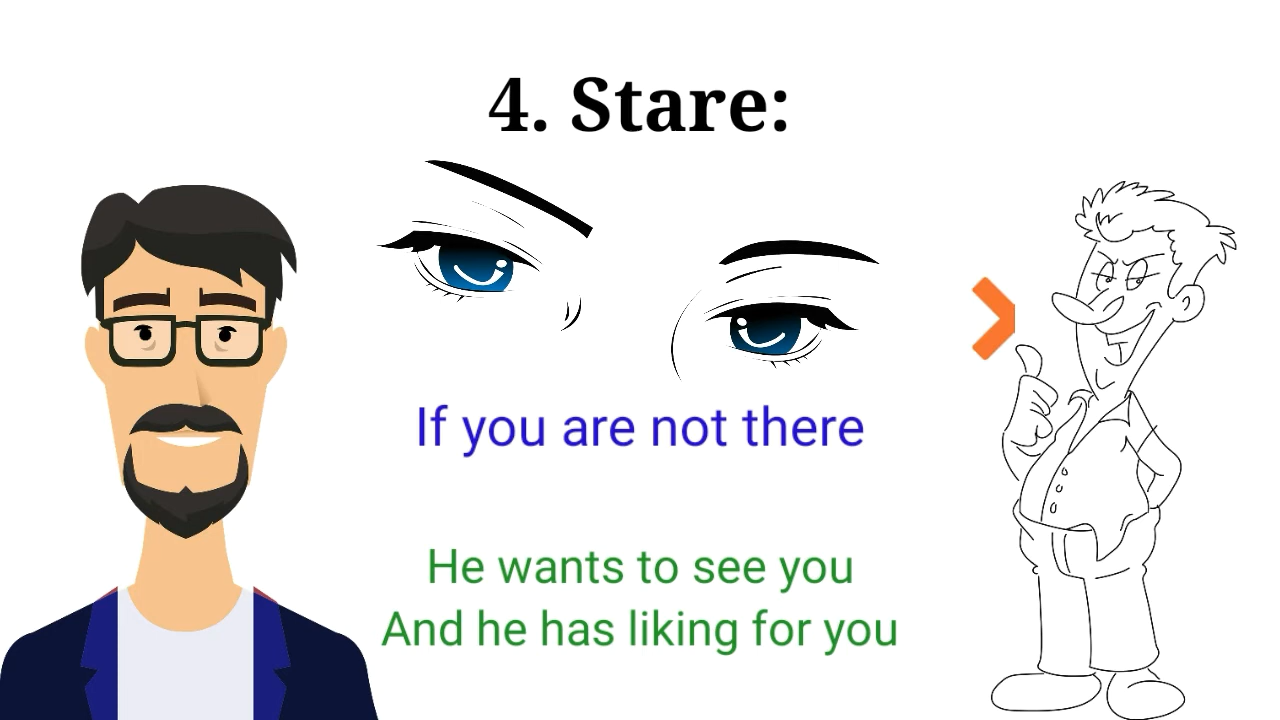 4. Stare:
If you are not there
He wants to see you
And he has liking for you